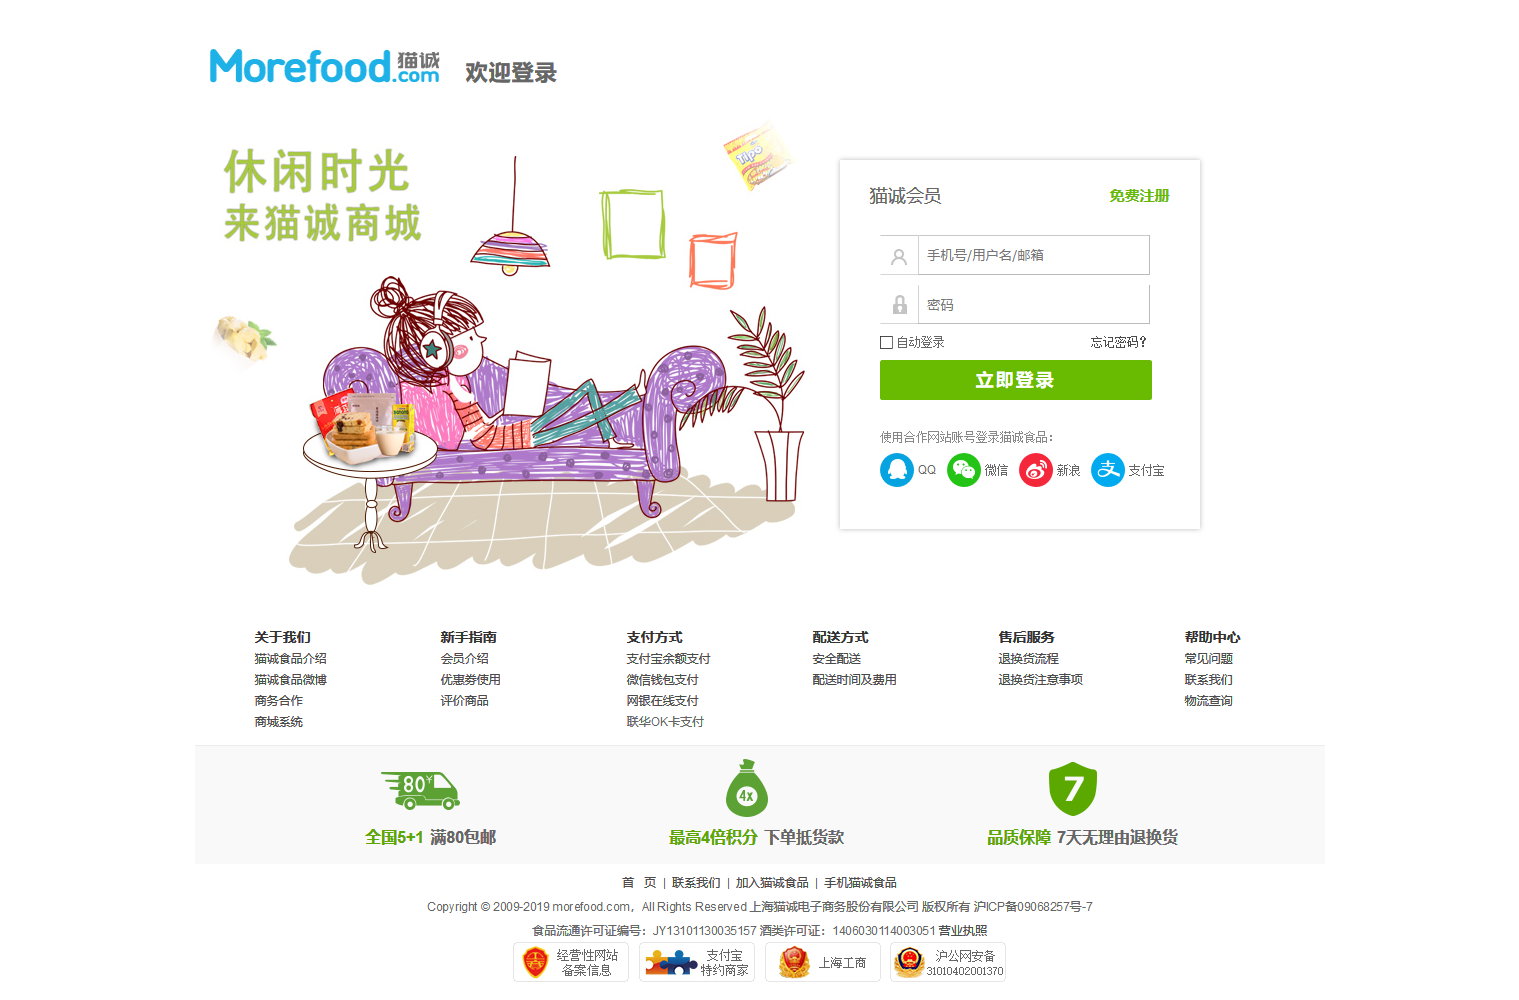 Morefood.com 猫诚 欢迎登录
休闲时光
来猫诚商城
Tipo
猫诚会员 免费注册
手机号/用户名/邮箱
密码
自动登录 忘记密码?
立即登录
使用合作网站账号登录猫诚食品：
QQ 微信 新浪 支付宝
关于我们
猫诚食品介绍
猫诚食品微博
商务合作
商城系统
新手指南
会员介绍
优惠劵使用
评价商品
支付方式
支付宝余额支付
微信钱包支付
网银在线支付
联华OK卡支付
配送方式
安全配送
配送时间及费用
售后服务
退换货流程
退换货注意事项
帮助中心
常见问题
联系我们
物流查询
80¥
4x
7
全国5+1 满80包邮
最高4倍积分 下单抵货款
品质保障 7天无理由退换货
首 页 | 联系我们 | 加入猫诚食品 | 手机猫诚食品
Copyright © 2009-2019 morefood.com，All Rights Reserved 上海猫诚电子商务股份有限公司 版权所有 沪ICP备09068257号-7
食品流通许可证编号：JY13101130035157 酒类许可证：1406030114003051 营业执照
经营性网站
备案信息
支付宝
特约商家
上海工商
沪公网安备
31010402001370